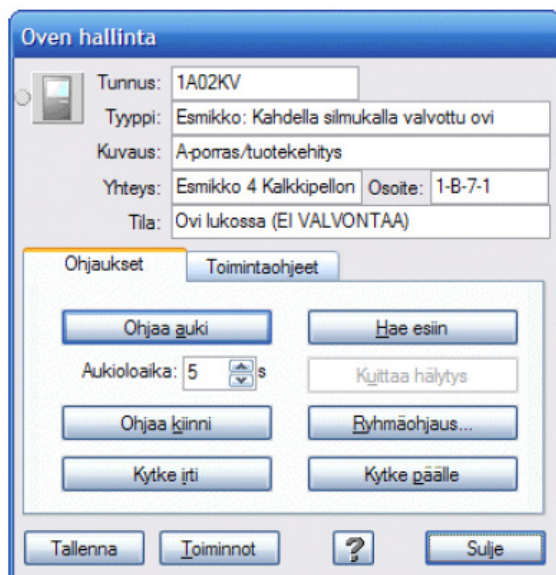 Oven hallinta
Tunnus: 1A02KV
Tyyppi: Esmikko: Kahdella silmukalla valvottu ovi
Kuvaus: A-porras/tuotekehitys
Yhteys: Esmikko 4 Kalkkipellon Osoite: 1-B-7-1
Tila: Ovi lukossa (EI VALVONTAA)
Ohjaukset Toimintaohjeet
Ohjaa auki Hae esiin
Aukioloaika: 5 s Kuittaa hälytys
Ohjaa kiinni Ryhmäohjaus...
Kytke irti Kytke päälle
Tallenna Toiminnot ? Sulje